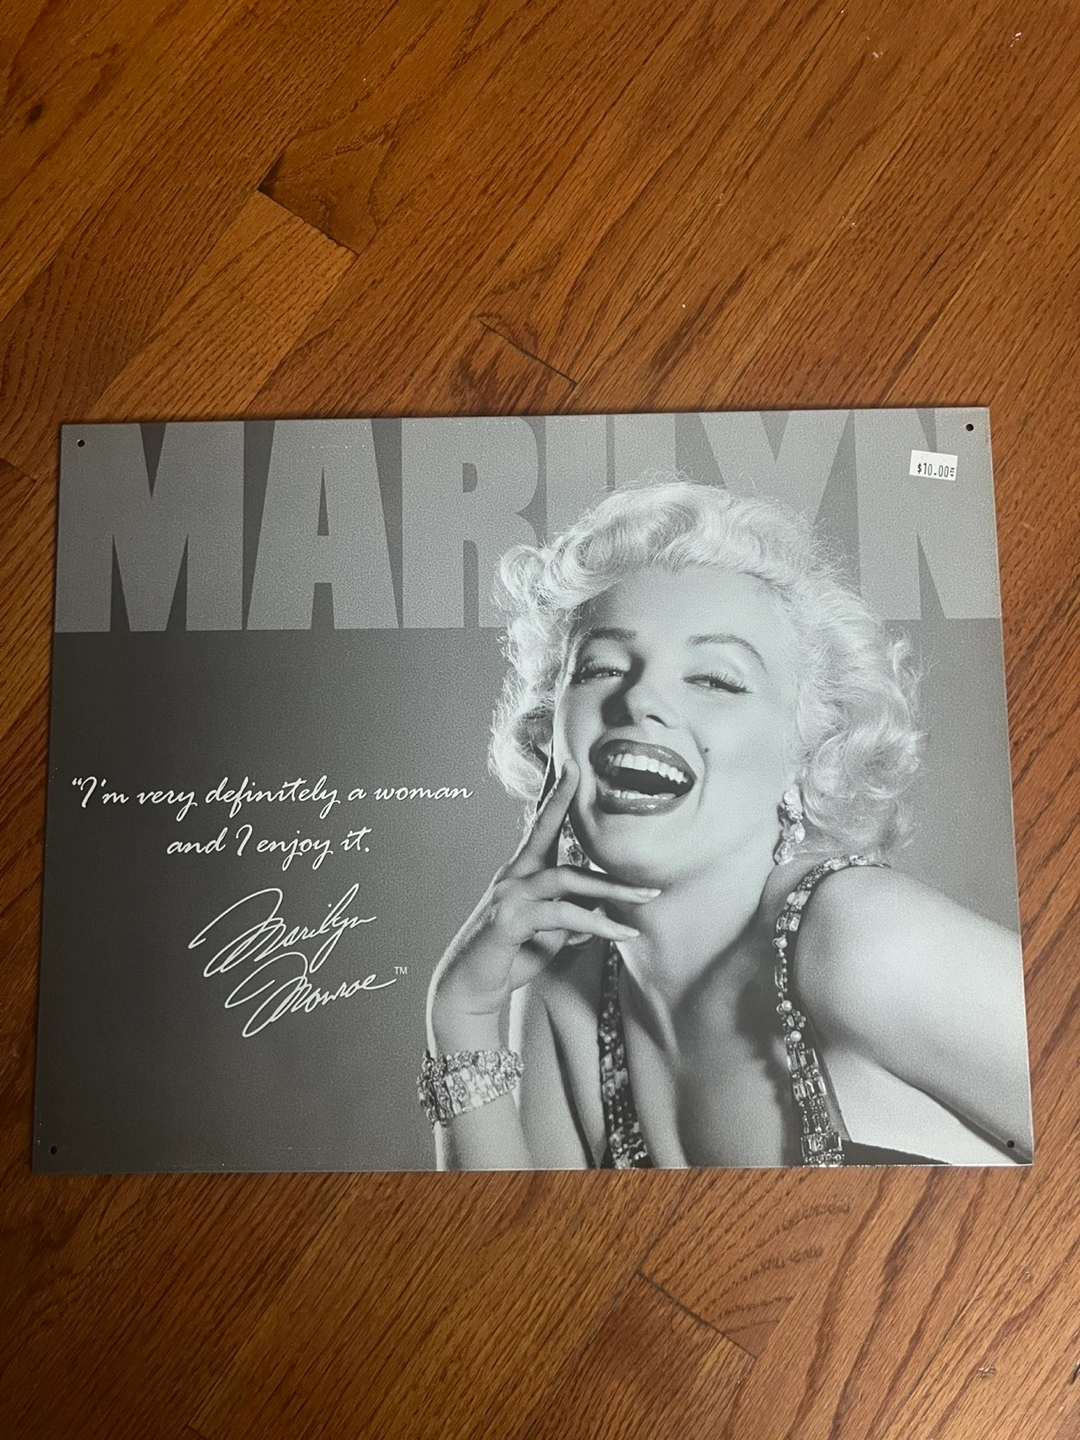 MARILYN
$10.00
"I'm very definitely a woman
and I enjoy it.
Marilyn
Monroe™